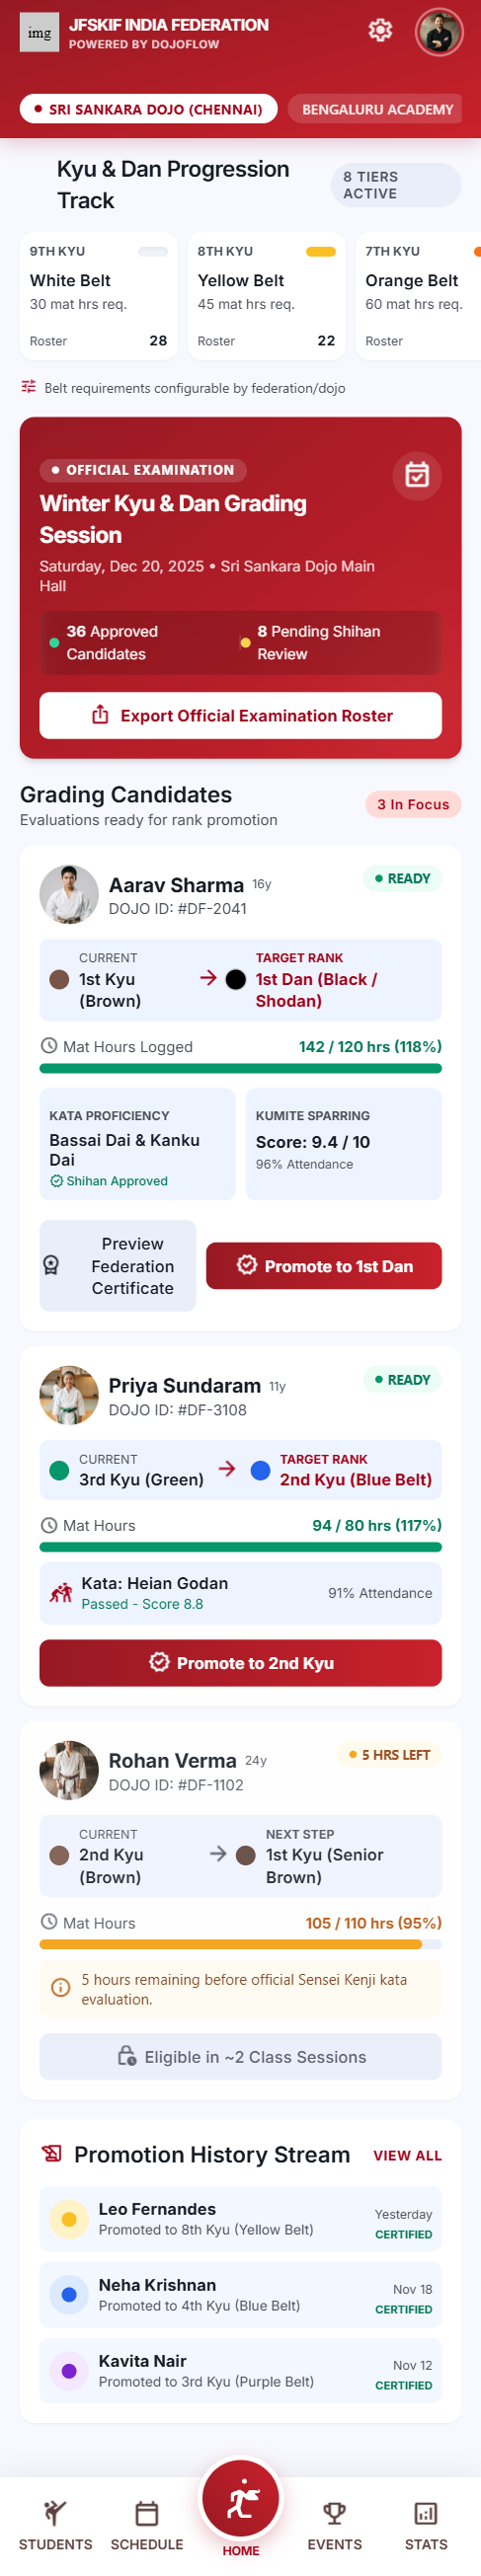 img
JFSKIF INDIA FEDERATION
POWERED BY DOJOFLOW
SRI SANKARA DOJO (CHENNAI)
BENGALURU ACADEMY
Kyu & Dan Progression
Track
8 TIERS
ACTIVE
9TH KYU
White Belt
30 mat hrs req.
Roster 28
8TH KYU
Yellow Belt
45 mat hrs req.
Roster 22
7TH KYU
Orange Belt
60 mat hrs req.
Roster
Belt requirements configurable by federation/dojo
OFFICIAL EXAMINATION
Winter Kyu & Dan Grading
Session
Saturday, Dec 20, 2025 • Sri Sankara Dojo Main
Hall
36 Approved
Candidates
8 Pending Shihan
Review
Export Official Examination Roster
Grading Candidates
Evaluations ready for rank promotion
3 In Focus
Aarav Sharma 16y
DOJO ID: #DF-2041
READY
CURRENT
1st Kyu
(Brown)
TARGET RANK
1st Dan (Black /
Shodan)
Mat Hours Logged
142 / 120 hrs (118%)
KATA PROFICIENCY
Bassai Dai & Kanku
Dai
Shihan Approved
KUMITE SPARRING
Score: 9.4 / 10
96% Attendance
Preview
Federation
Certificate
Promote to 1st Dan
Priya Sundaram 11y
DOJO ID: #DF-3108
READY
CURRENT
3rd Kyu (Green)
TARGET RANK
2nd Kyu (Blue Belt)
Mat Hours
94 / 80 hrs (117%)
Kata: Heian Godan
Passed - Score 8.8
91% Attendance
Promote to 2nd Kyu
Rohan Verma 24y
DOJO ID: #DF-1102
5 HRS LEFT
CURRENT
2nd Kyu
(Brown)
NEXT STEP
1st Kyu (Senior
Brown)
Mat Hours
105 / 110 hrs (95%)
5 hours remaining before official Sensei Kenji kata
evaluation.
Eligible in ~2 Class Sessions
Promotion History Stream
VIEW ALL
Leo Fernandes
Promoted to 8th Kyu (Yellow Belt)
Yesterday
CERTIFIED
Neha Krishnan
Promoted to 4th Kyu (Blue Belt)
Nov 18
CERTIFIED
Kavita Nair
Promoted to 3rd Kyu (Purple Belt)
Nov 12
CERTIFIED
STUDENTS
SCHEDULE
HOME
EVENTS
STATS